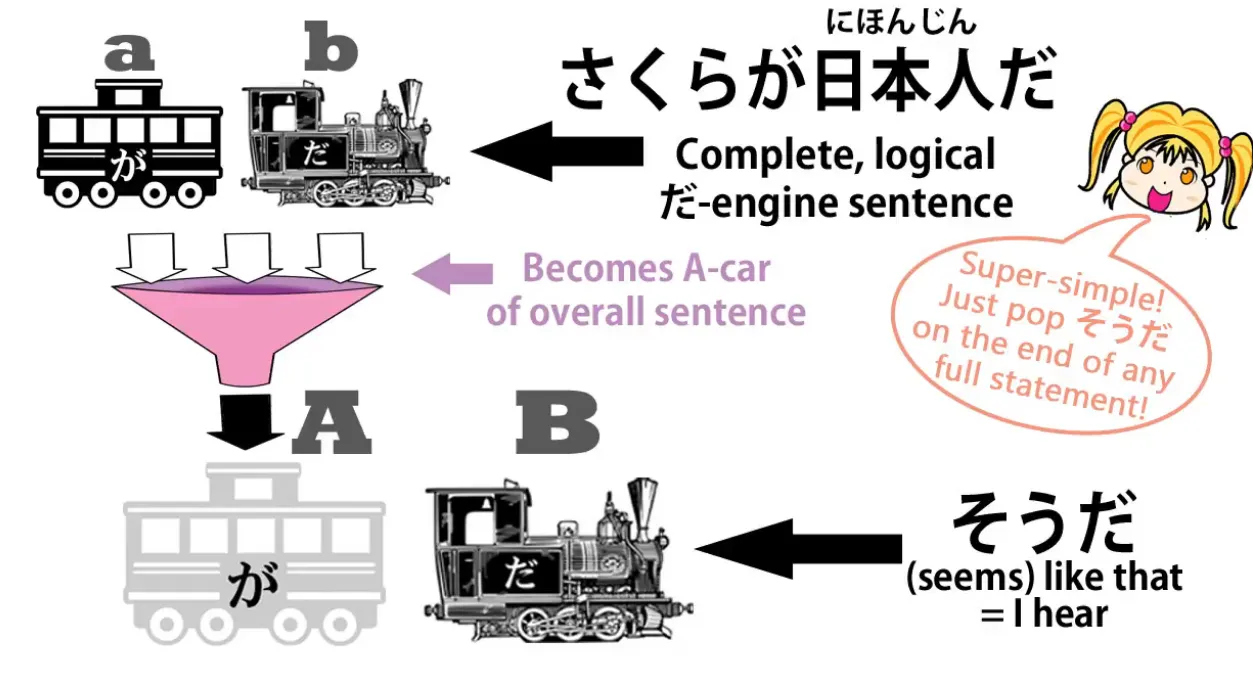 a
b
が
だ
にほんじん
さくらが日本人だ
Complete, logical
だ-engine sentence
Becomes A-car
of overall sentence
Super-simple!
Just pop そうだ
on the end of any
full statement!
A
B
が
だ
そうだ
(seems) like that
= I hear